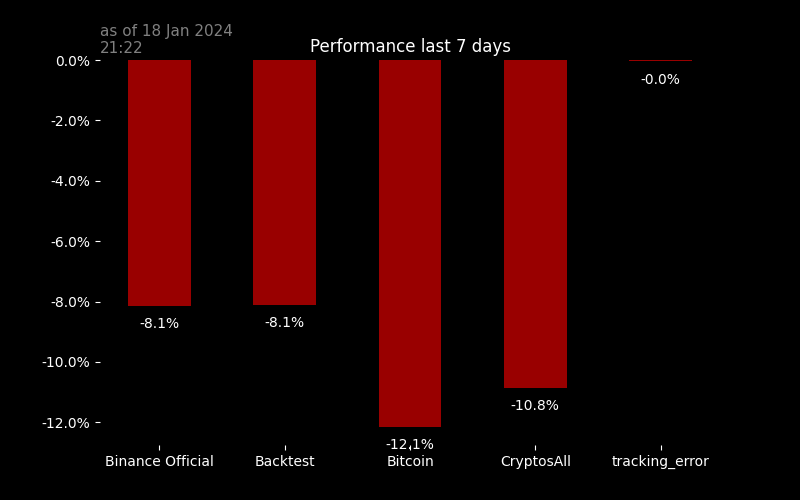 as of 18 Jan 2024
21:22
Performance last 7 days
0.0%
-2.0%
-4.0%
-6.0%
-8.0%
-10.0%
-12.0%
-8.1%
-8.1%
-12.1%
-10.8%
-0.0%
Binance Official
Backtest
Bitcoin
CryptosAll
tracking_error